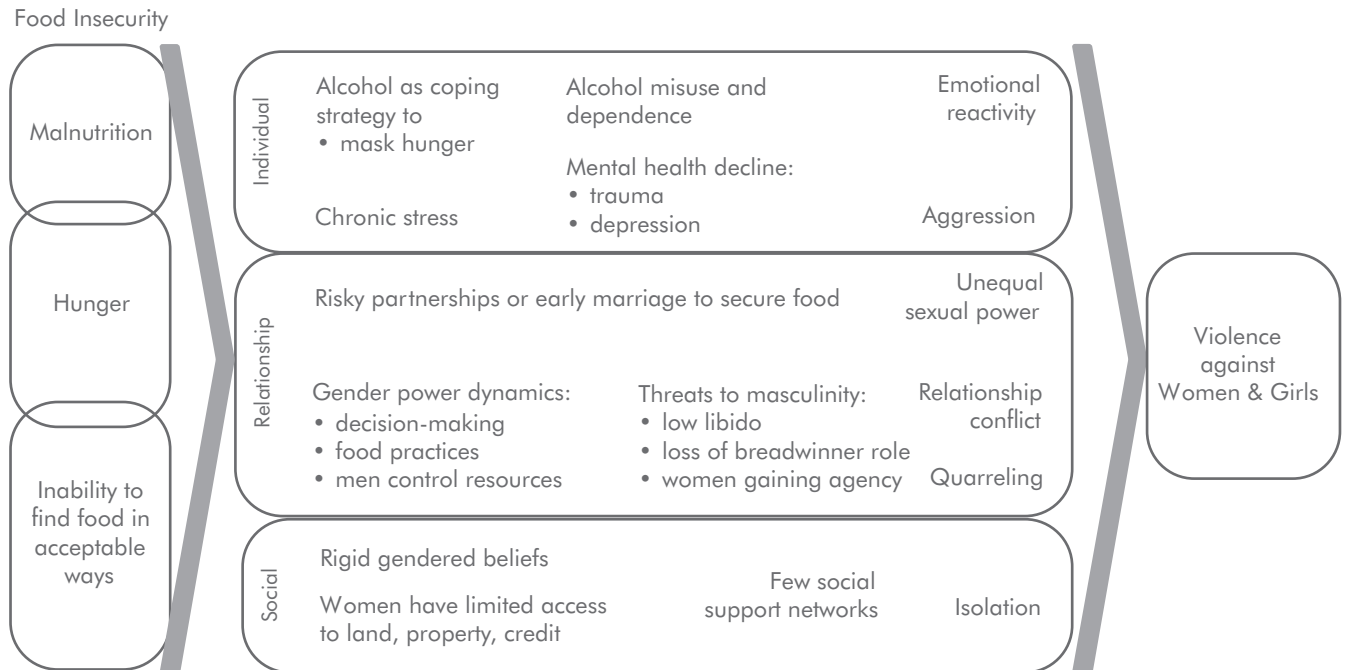 Food Insecurity
Malnutrition
Hunger
Inability to
find food in
acceptable
ways
Individual
Alcohol as coping
strategy to
• mask hunger
Chronic stress
Alcohol misuse and
dependence
Mental health decline:
• trauma
• depression
Emotional
reactivity
Aggression
Relationship
Risky partnerships or early marriage to secure food
Unequal
sexual power
Gender power dynamics:
• decision-making
• food practices
• men control resources
Threats to masculinity:
• low libido
• loss of breadwinner role
• women gaining agency
Relationship
conflict
Quarreling
Social
Rigid gendered beliefs
Women have limited access
to land, property, credit
Few social
support networks
Isolation
Violence
against
Women & Girls